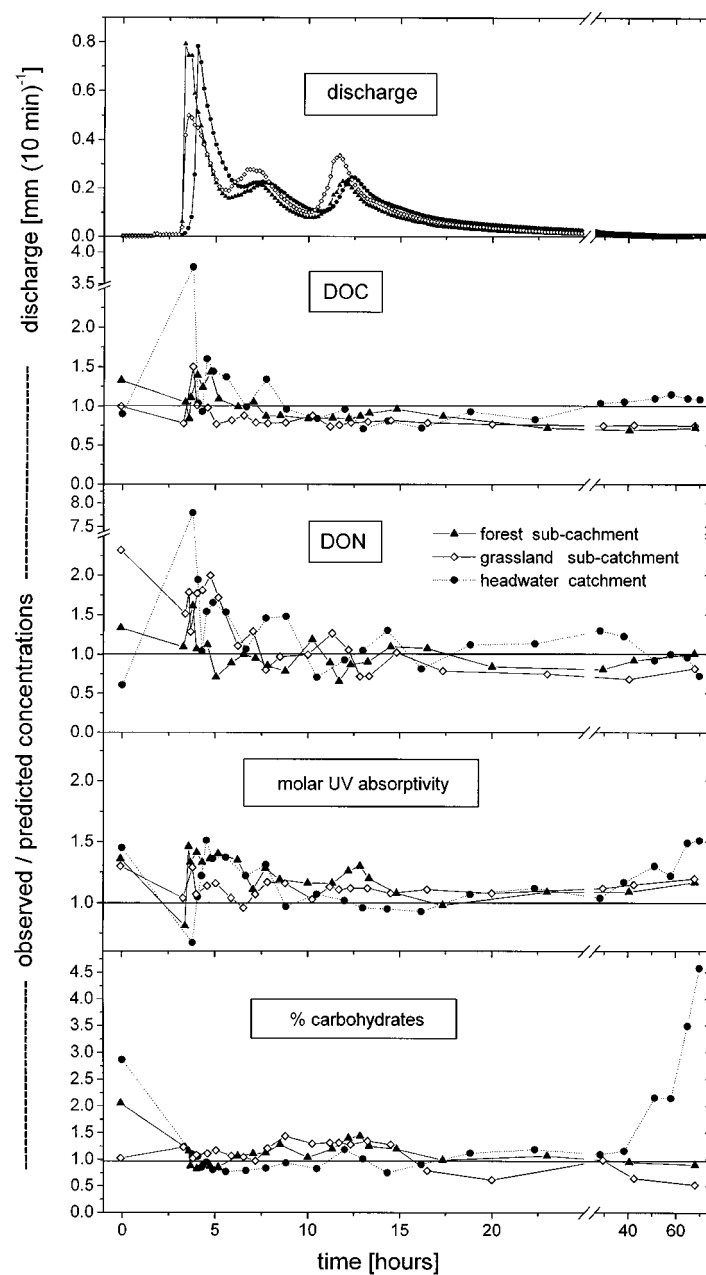 0.8
0.6
0.4
0.2
0.0
discharge
discharge [mm (10 min)⁻¹]
4.0
3.5
2.0
1.5
1.0
0.5
0.0
DOC
8.0
7.5
2.0
1.5
1.0
0.5
0.0
DON
forest sub-cachment
grassland sub-catchment
headwater catchment
observed / predicted concentrations
2.0
1.5
1.0
molar UV absorptivity
4.5
4.0
3.5
3.0
2.5
2.0
1.5
1.0
0.5
0.0
% carbohydrates
0 5 10 15 20 40 60
time [hours]